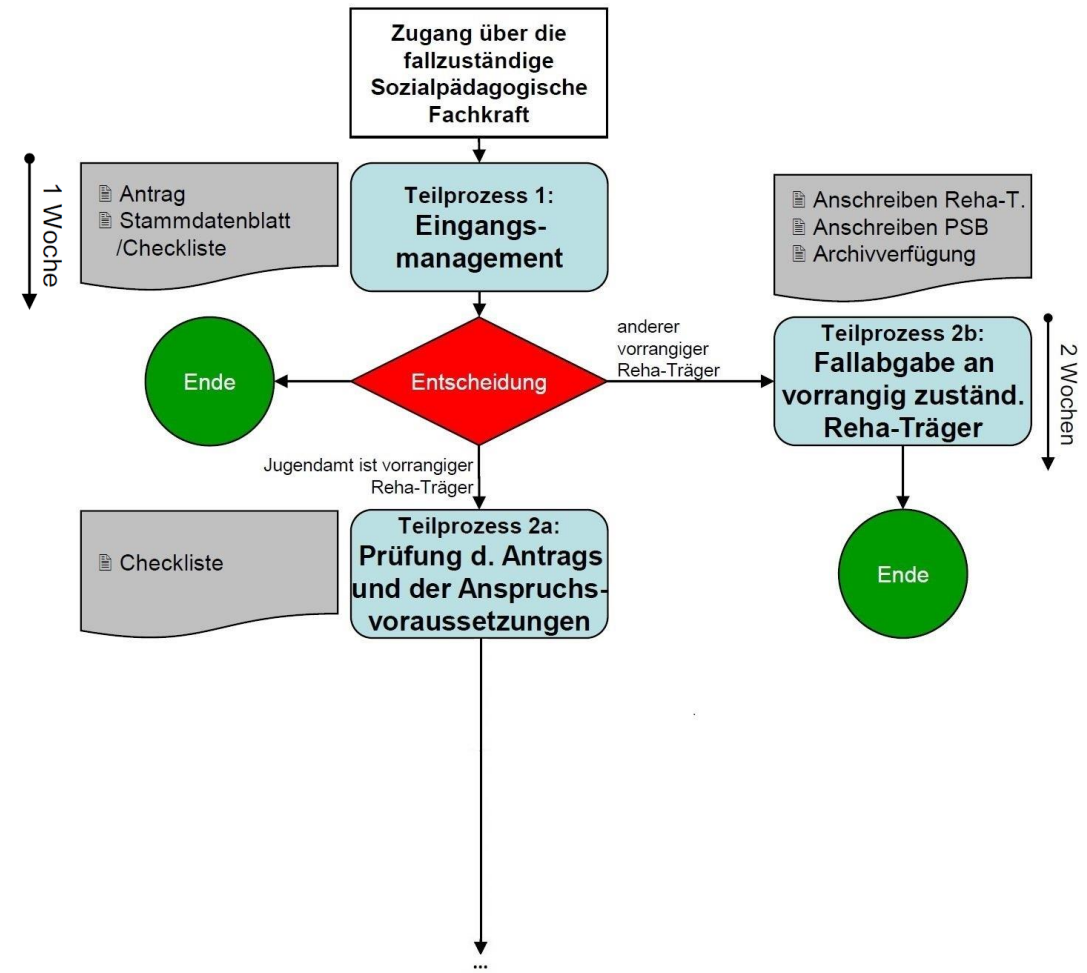 Zugang über die
fallzuständige
Sozialpädagogische
Fachkraft
1 Woche
Antrag
Stammdatenblatt
/Checkliste
Teilprozess 1:
Eingangs-
management
Anschreiben Reha-T.
Anschreiben PSB
Archivverfügung
Ende
Entscheidung
anderer
vorrangiger
Reha-Träger
Teilprozess 2b:
Fallabgabe an
vorrangig zuständ.
Reha-Träger
2 Wochen
Jugendamt ist vorrangiger
Reha-Träger
Checkliste
Teilprozess 2a:
Prüfung d. Antrags
und der Anspruchs-
voraussetzungen
Ende
...